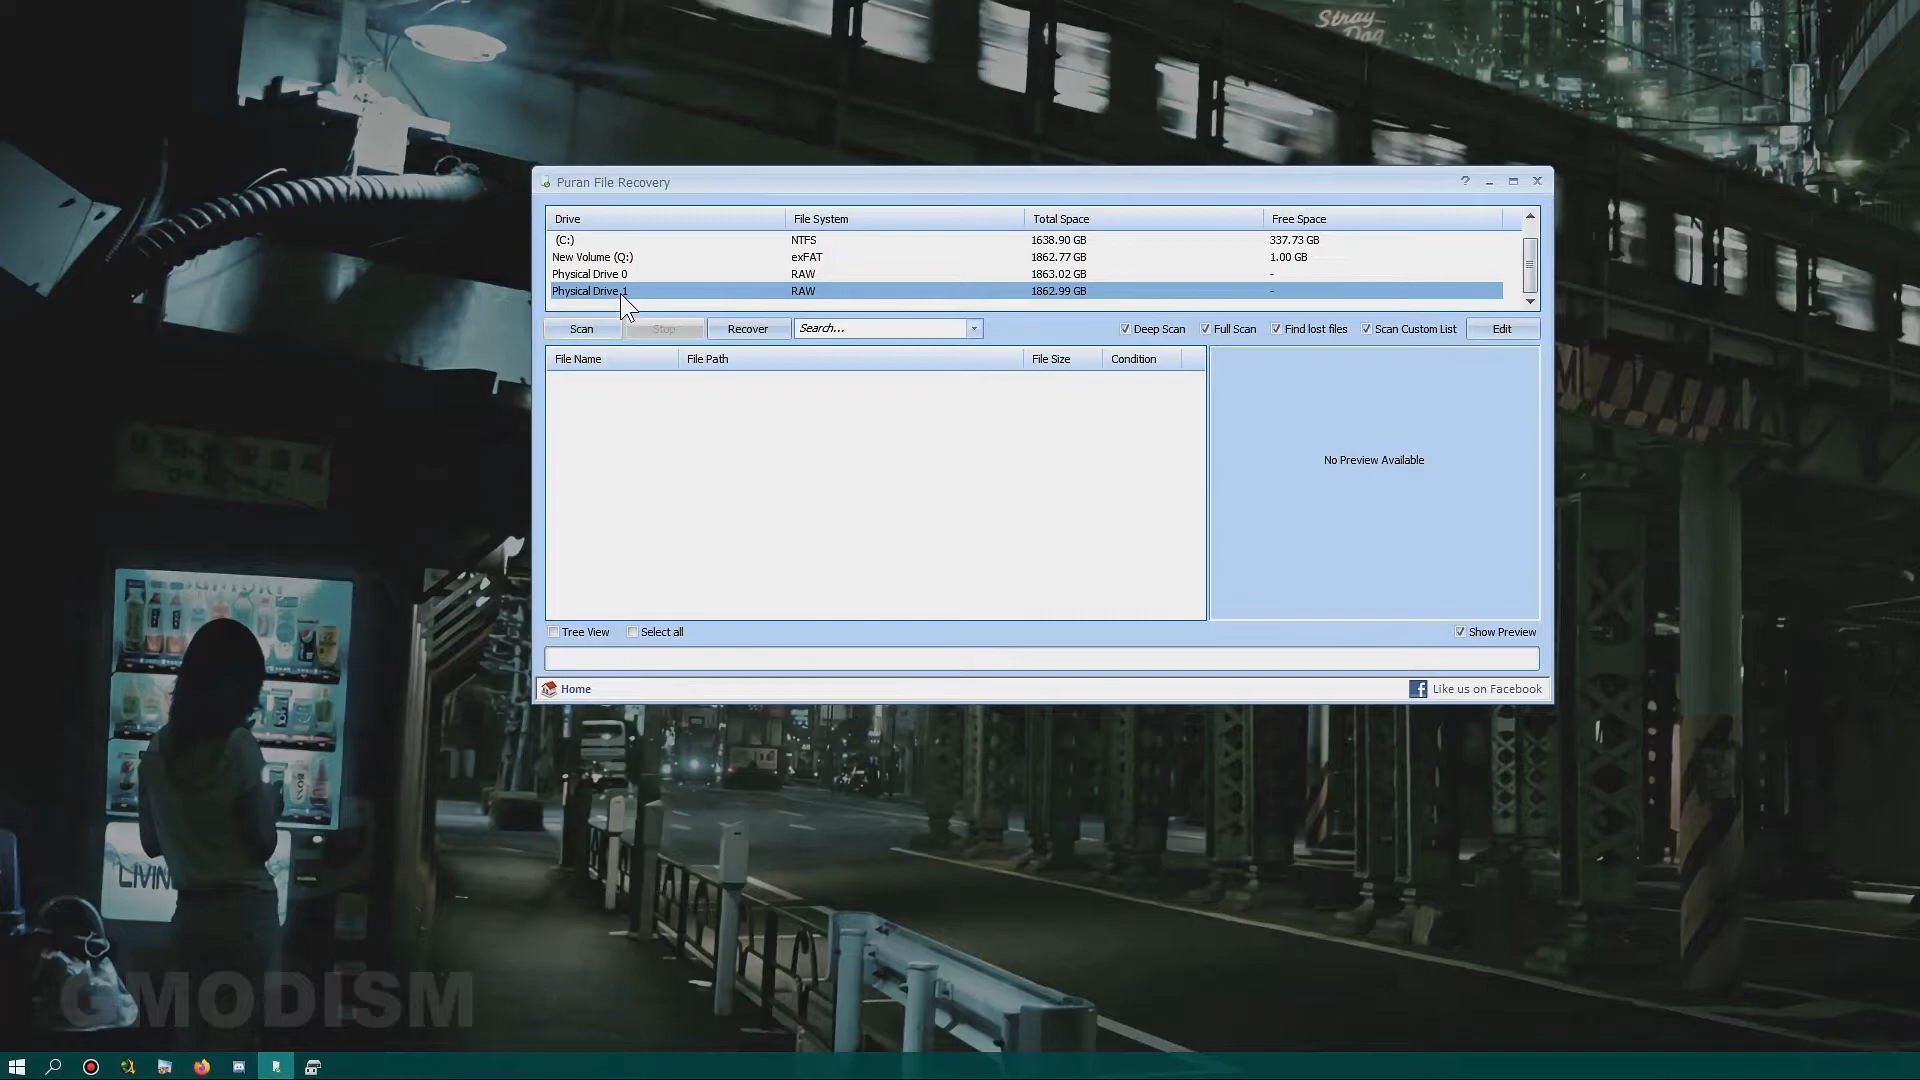 Stray
Dog
Puran File Recovery
?
Drive File System Total Space Free Space
(C:) NTFS 1638.90 GB 337.73 GB
New Volume (Q:) exFAT 1862.77 GB 1.00 GB
Physical Drive 0 RAW 1863.02 GB -
Physical Drive 1 RAW 1862.99 GB -
Scan Stop Recover Search... Deep Scan Full Scan Find lost files Scan Custom List Edit
File Name File Path File Size Condition
No Preview Available
Tree View Select all Show Preview
Home Like us on Facebook
LIVIN
GMODISM